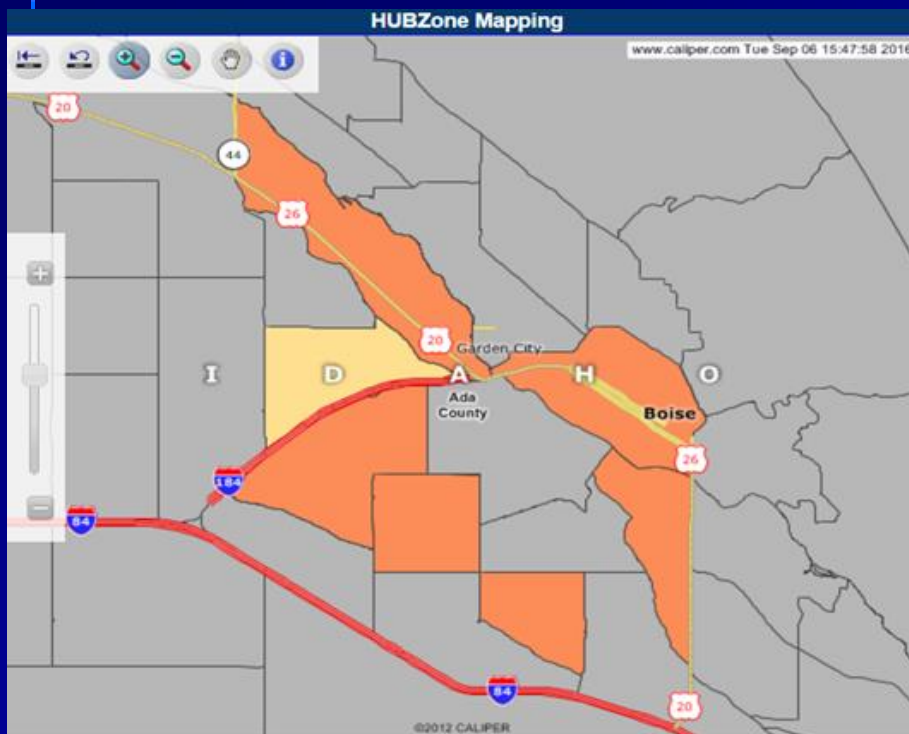 HUBZone Mapping
www.caliper.com Tue Sep 06 15:47:58 2016
20
44
26
20
Garden City
I D A H O
Ada
County
Boise
26
184
84
84
20
©2012 CALIPER